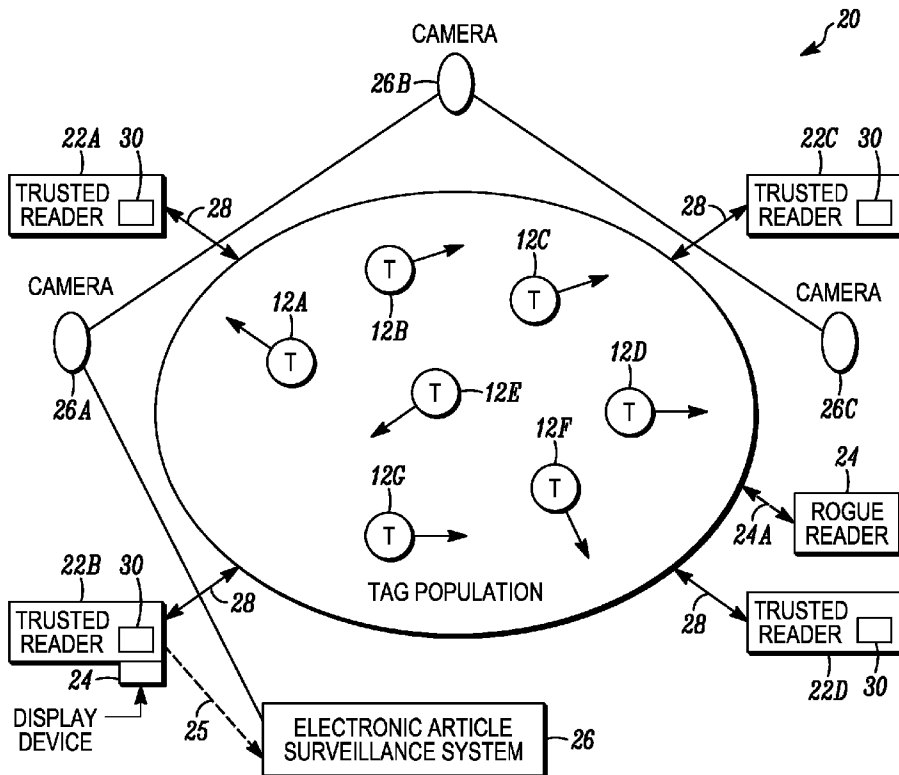 20
CAMERA
26B
22A
30
TRUSTED
READER
28
22C
30
TRUSTED
READER
28
CAMERA
26A
CAMERA
26C
T
12A
T
12B
T
12C
T
12D
T
12E
T
12F
T
12G
TAG POPULATION
24
ROGUE
READER
24A
22B
30
TRUSTED
READER
28
24
DISPLAY
DEVICE
25
ELECTRONIC ARTICLE
SURVEILLANCE SYSTEM
26
28
TRUSTED
READER
30
22D